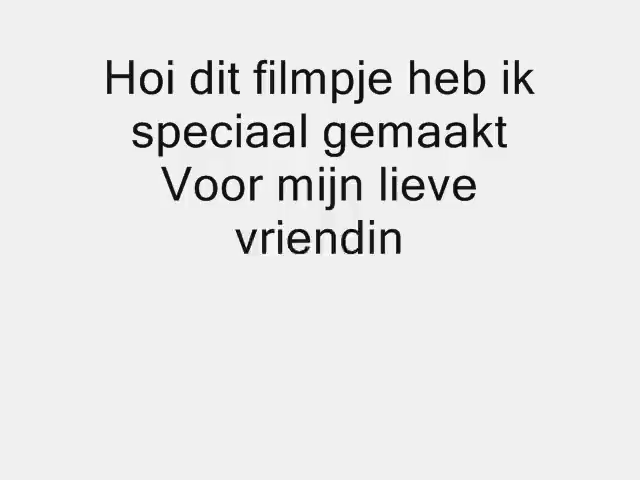 Hoi dit filmpje heb ik
speciaal gemaakt
Voor mijn lieve
vriendin